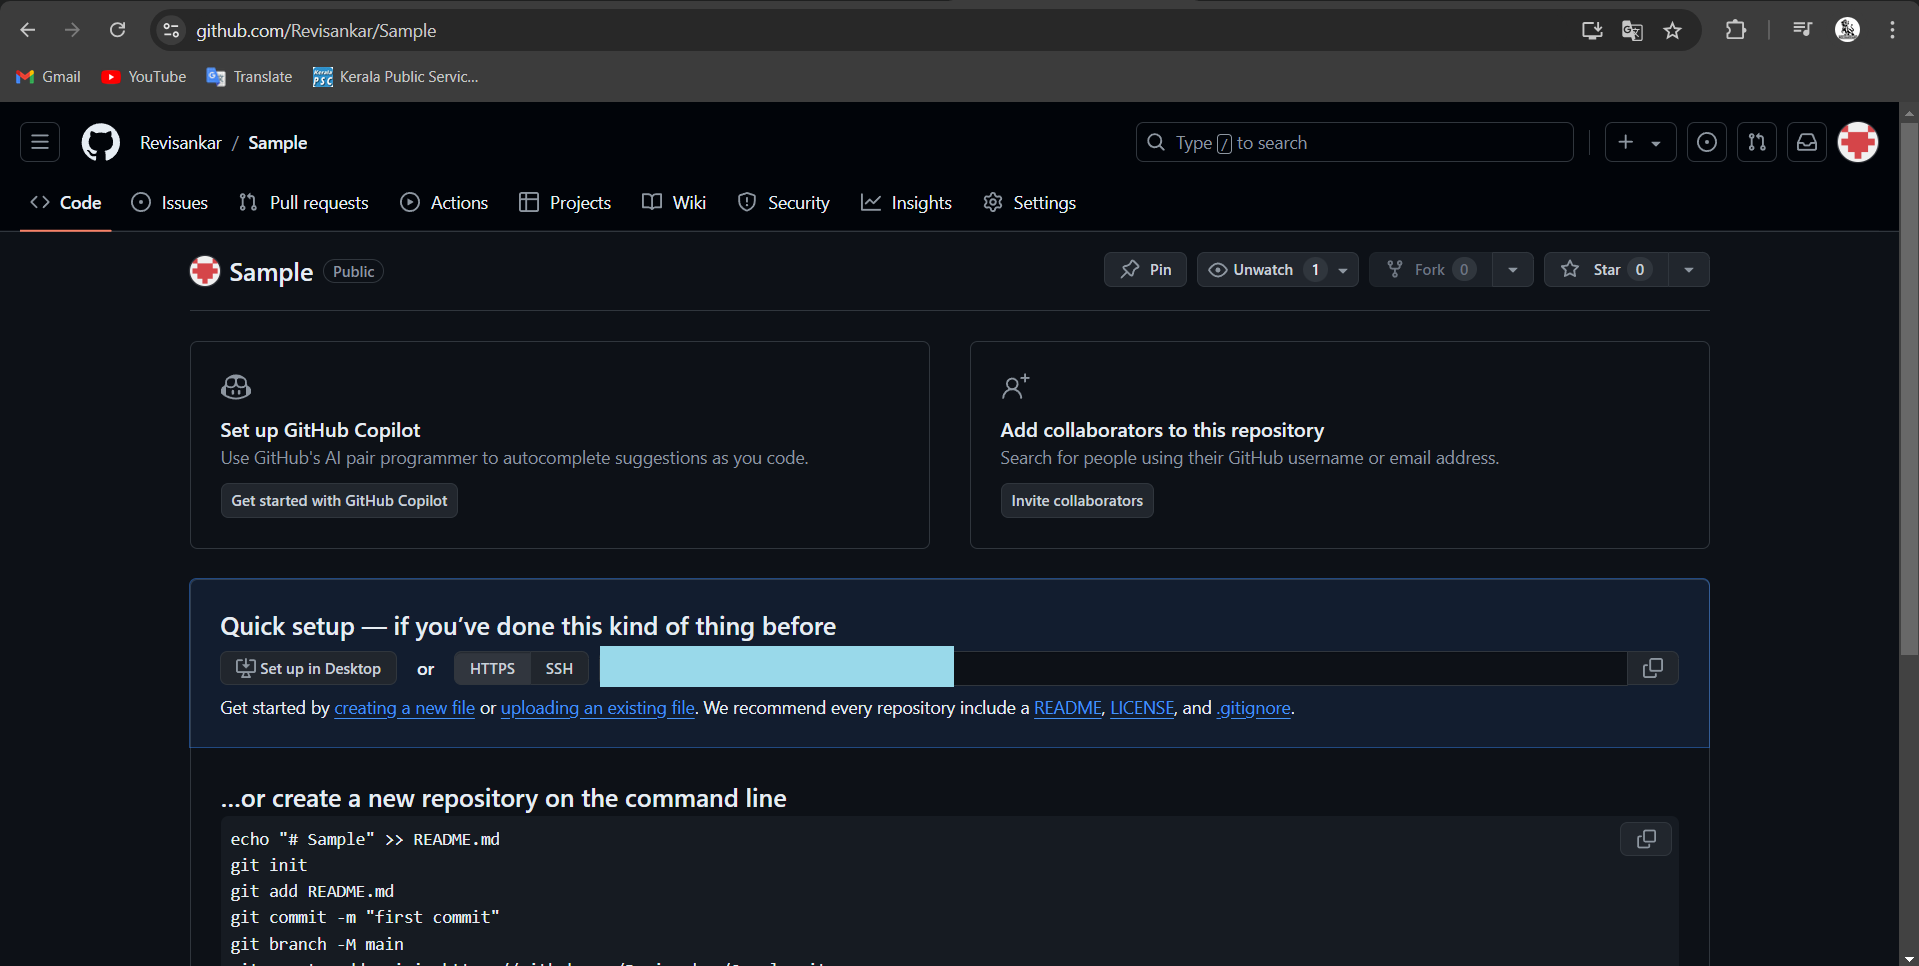 github.com/Revisankar/Sample
Gmail YouTube Translate Kerala Public Servic...
Revisankar / Sample Type / to search
Code Issues Pull requests Actions Projects Wiki Security Insights Settings
Sample Public Pin Unwatch 1 Fork 0 Star 0
Set up GitHub Copilot
Use GitHub's AI pair programmer to autocomplete suggestions as you code.
Get started with GitHub Copilot
Add collaborators to this repository
Search for people using their GitHub username or email address.
Invite collaborators
Quick setup — if you’ve done this kind of thing before
Set up in Desktop or HTTPS SSH
Get started by creating a new file or uploading an existing file. We recommend every repository include a README, LICENSE, and .gitignore.
…or create a new repository on the command line
echo "# Sample" >> README.md
git init
git add README.md
git commit -m "first commit"
git branch -M main